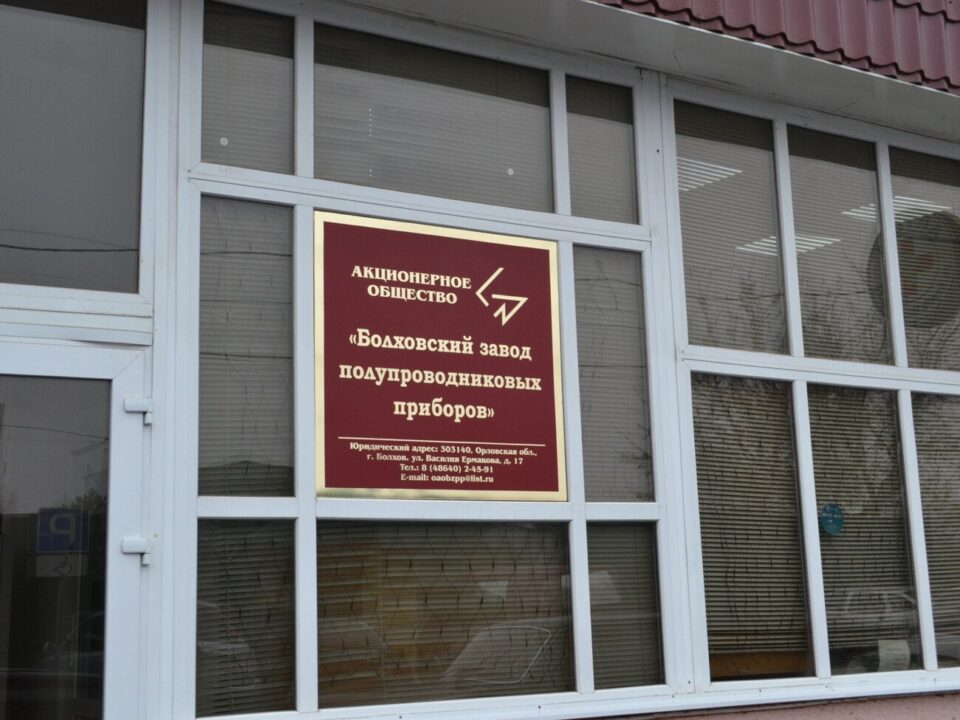 АКЦИОНЕРНОЕ
ОБЩЕСТВО
«Болховский завод
полупроводниковых
приборов»
Юридический адрес: 303140, Орловская обл.,
г. Болхов. ул. Василия Ермакова, д. 17
Тел.: 8 (48640) 2-45-91
E-mail: oaobzpp@list.ru